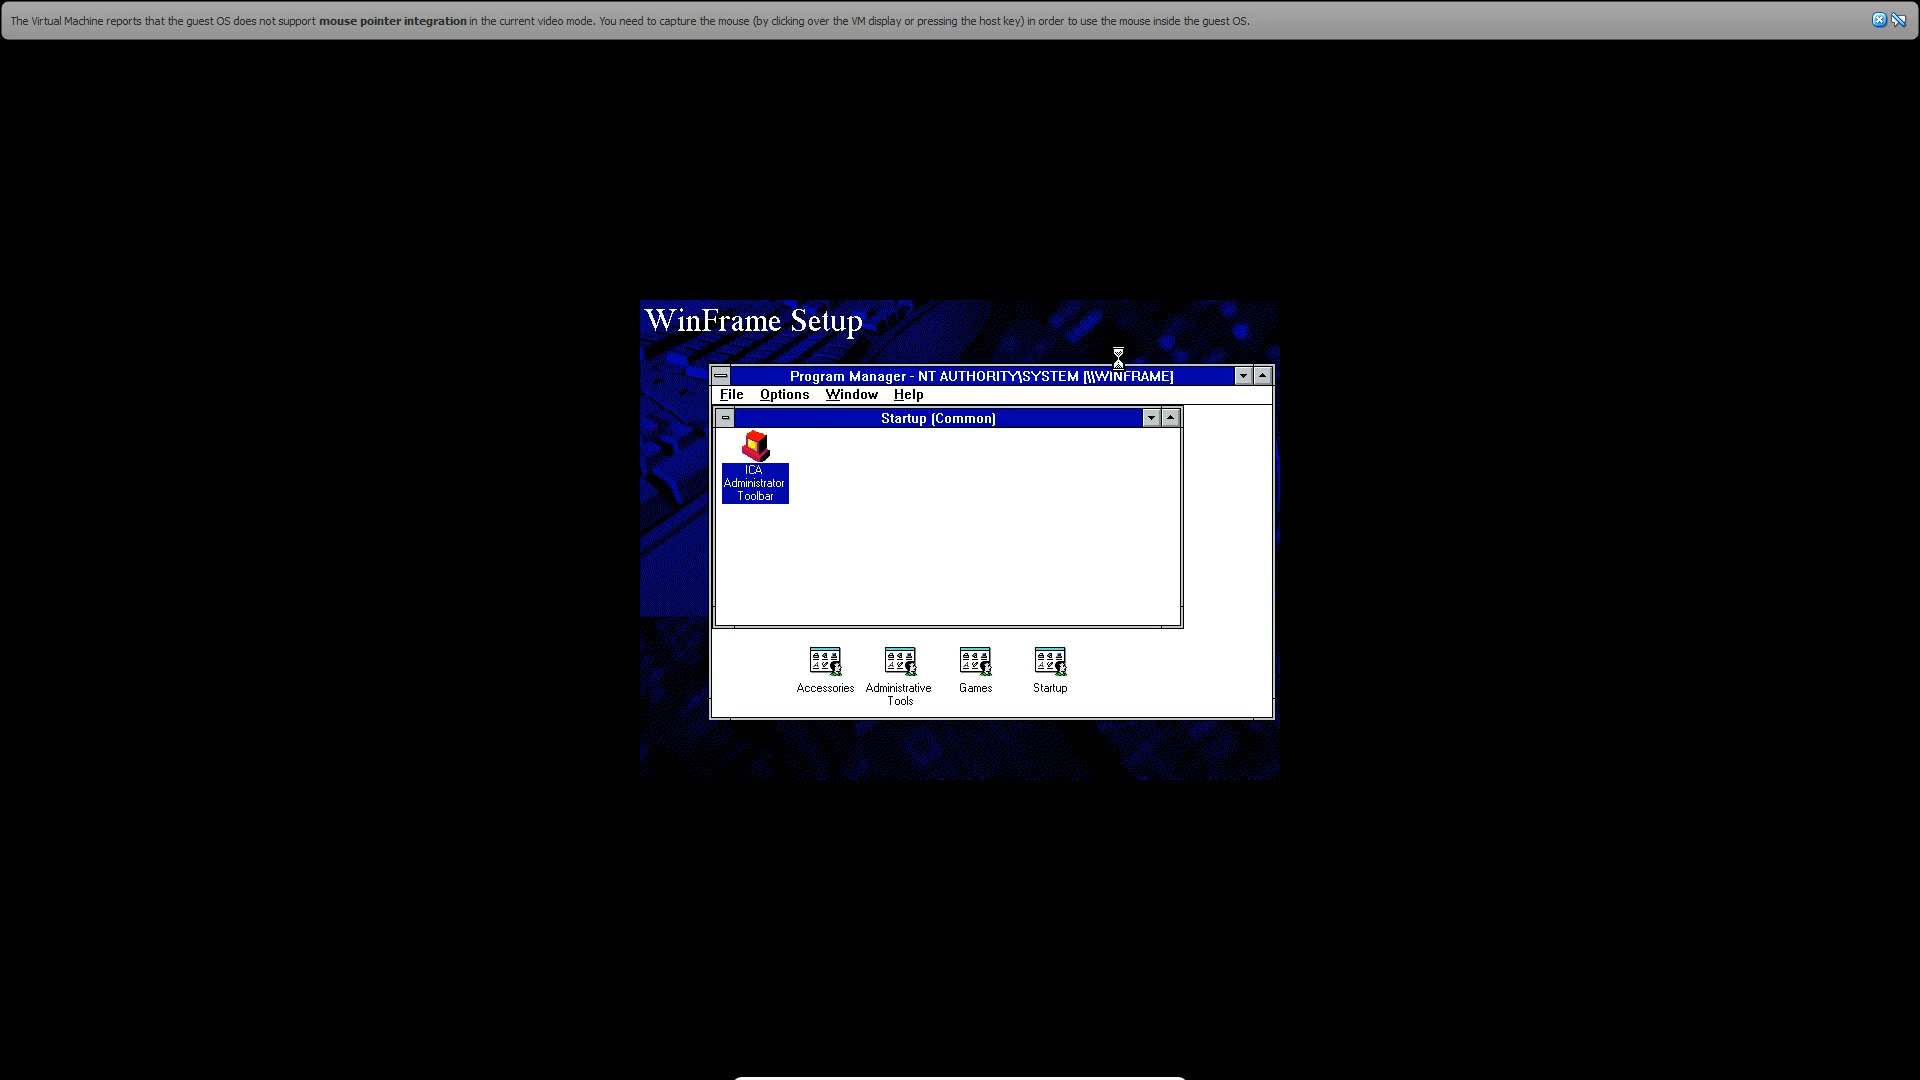 The Virtual Machine reports that the guest OS does not support mouse pointer integration in the current video mode. You need to capture the mouse (by clicking over the VM display or pressing the host key) in order to use the mouse inside the guest OS.
WinFrame Setup
Program Manager - NT AUTHORITY\SYSTEM [\\WINFRAME]
File Options Window Help
Startup (Common)
ICA
Administrator
Toolbar
Accessories
Administrative
Tools
Games
Startup